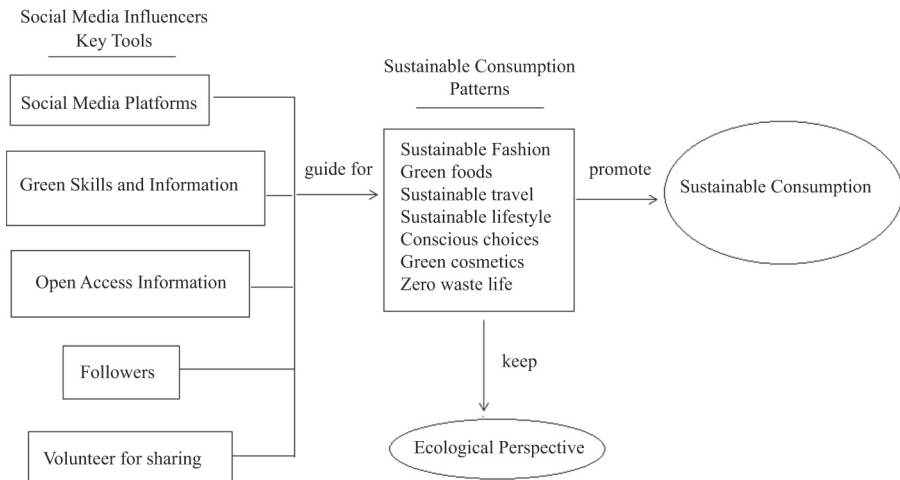 Social Media Influencers
Key Tools
Social Media Platforms
Green Skills and Information
Open Access Information
Followers
Volunteer for sharing
guide for
Sustainable Consumption
Patterns
Sustainable Fashion
Green foods
Sustainable travel
Sustainable lifestyle
Conscious choices
Green cosmetics
Zero waste life
promote
Sustainable Consumption
keep
Ecological Perspective